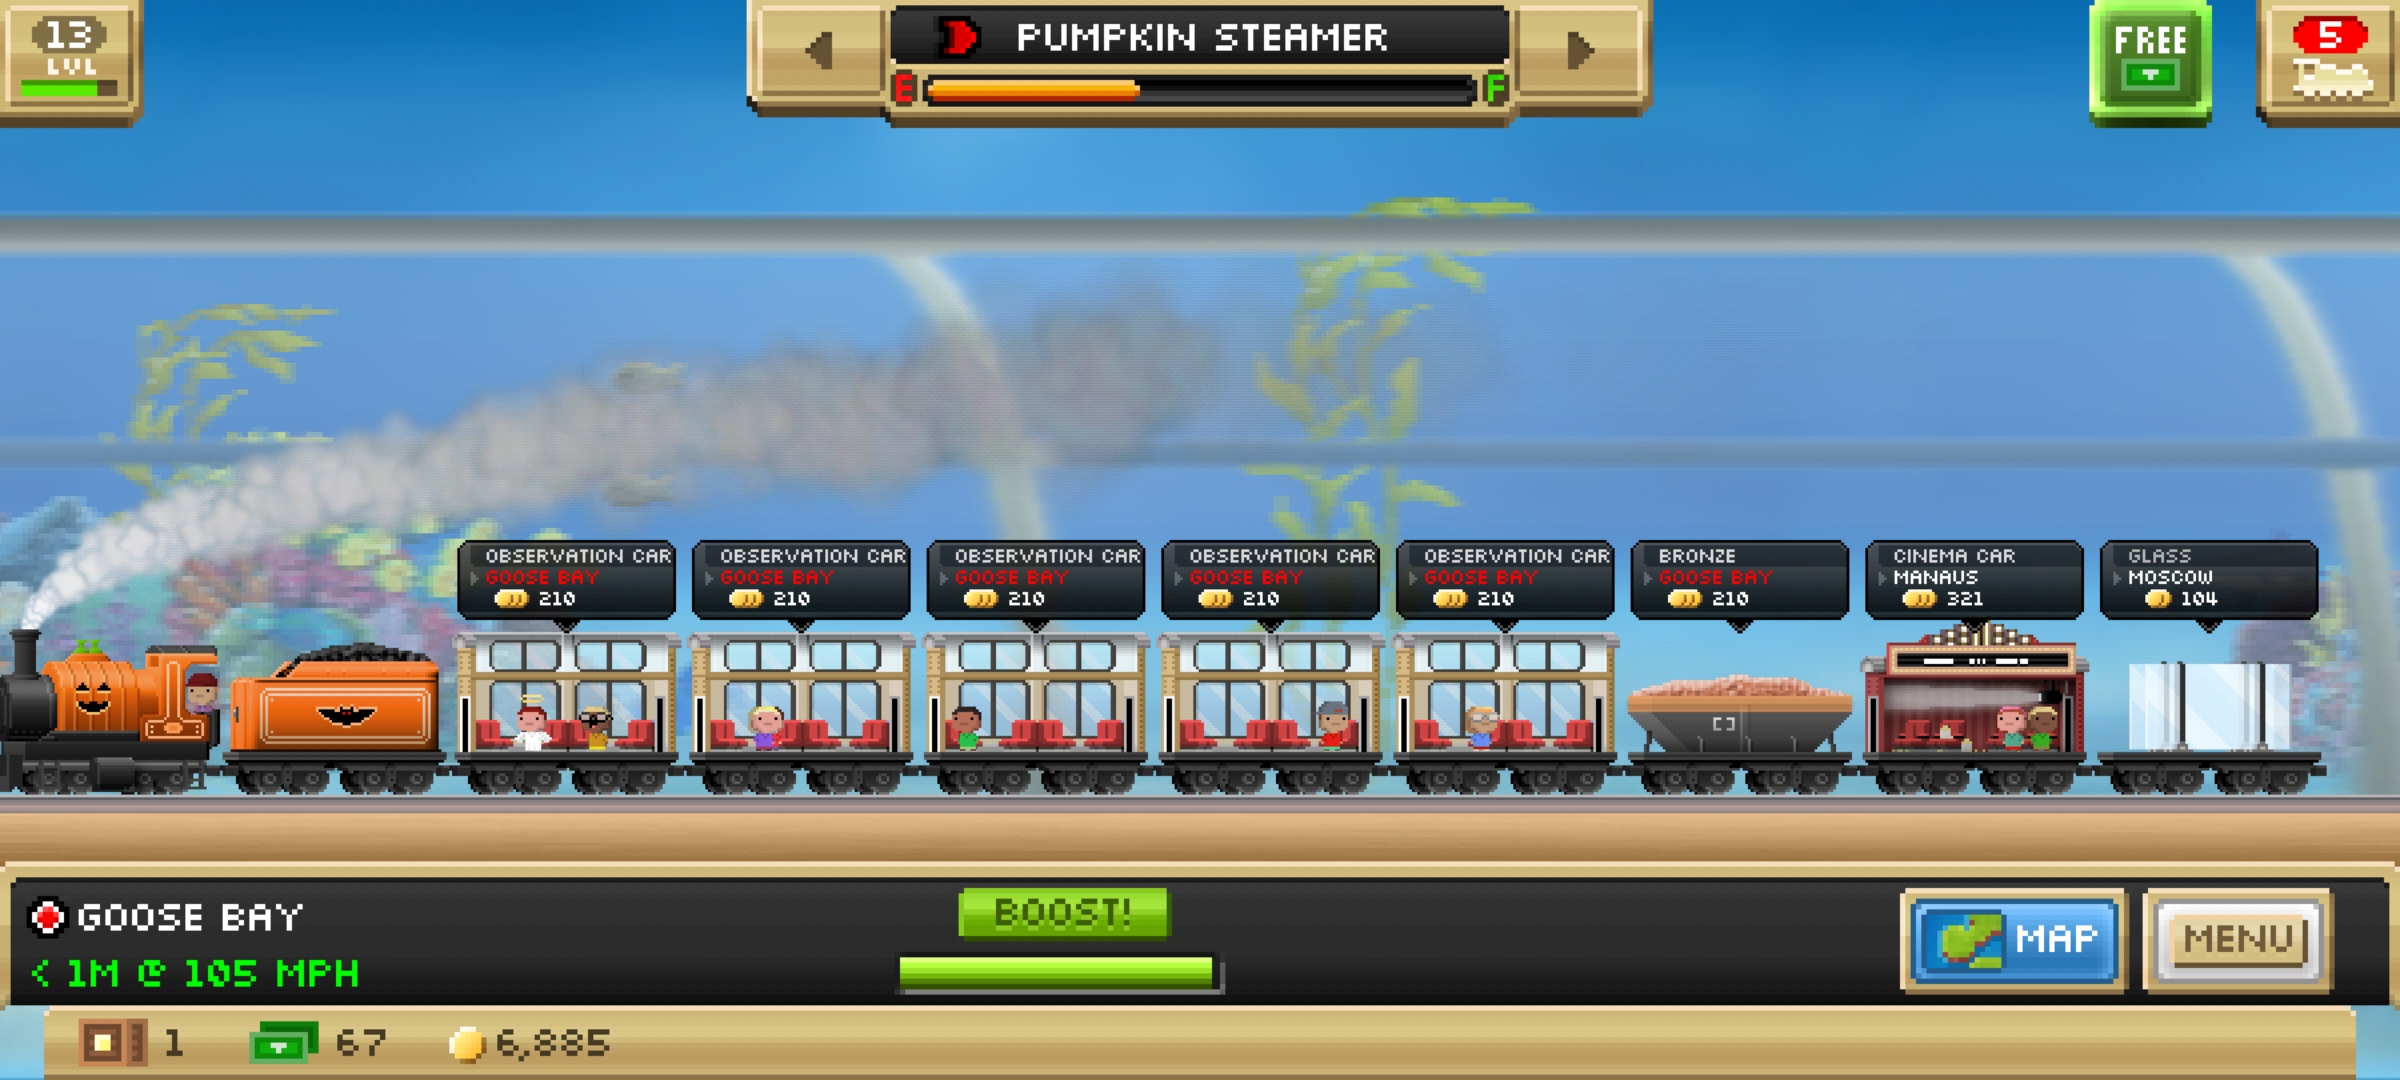 13
LVL
PUMPKIN STEAMER
E
F
FREE
5
OBSERVATION CAR
GOOSE BAY
210
OBSERVATION CAR
GOOSE BAY
210
OBSERVATION CAR
GOOSE BAY
210
OBSERVATION CAR
GOOSE BAY
210
OBSERVATION CAR
GOOSE BAY
210
BRONZE
GOOSE BAY
210
CINEMA CAR
MANAUS
321
GLASS
MOSCOW
104
GOOSE BAY
< 1M @ 105 MPH
BOOST!
MAP
MENU
1
67
6,885